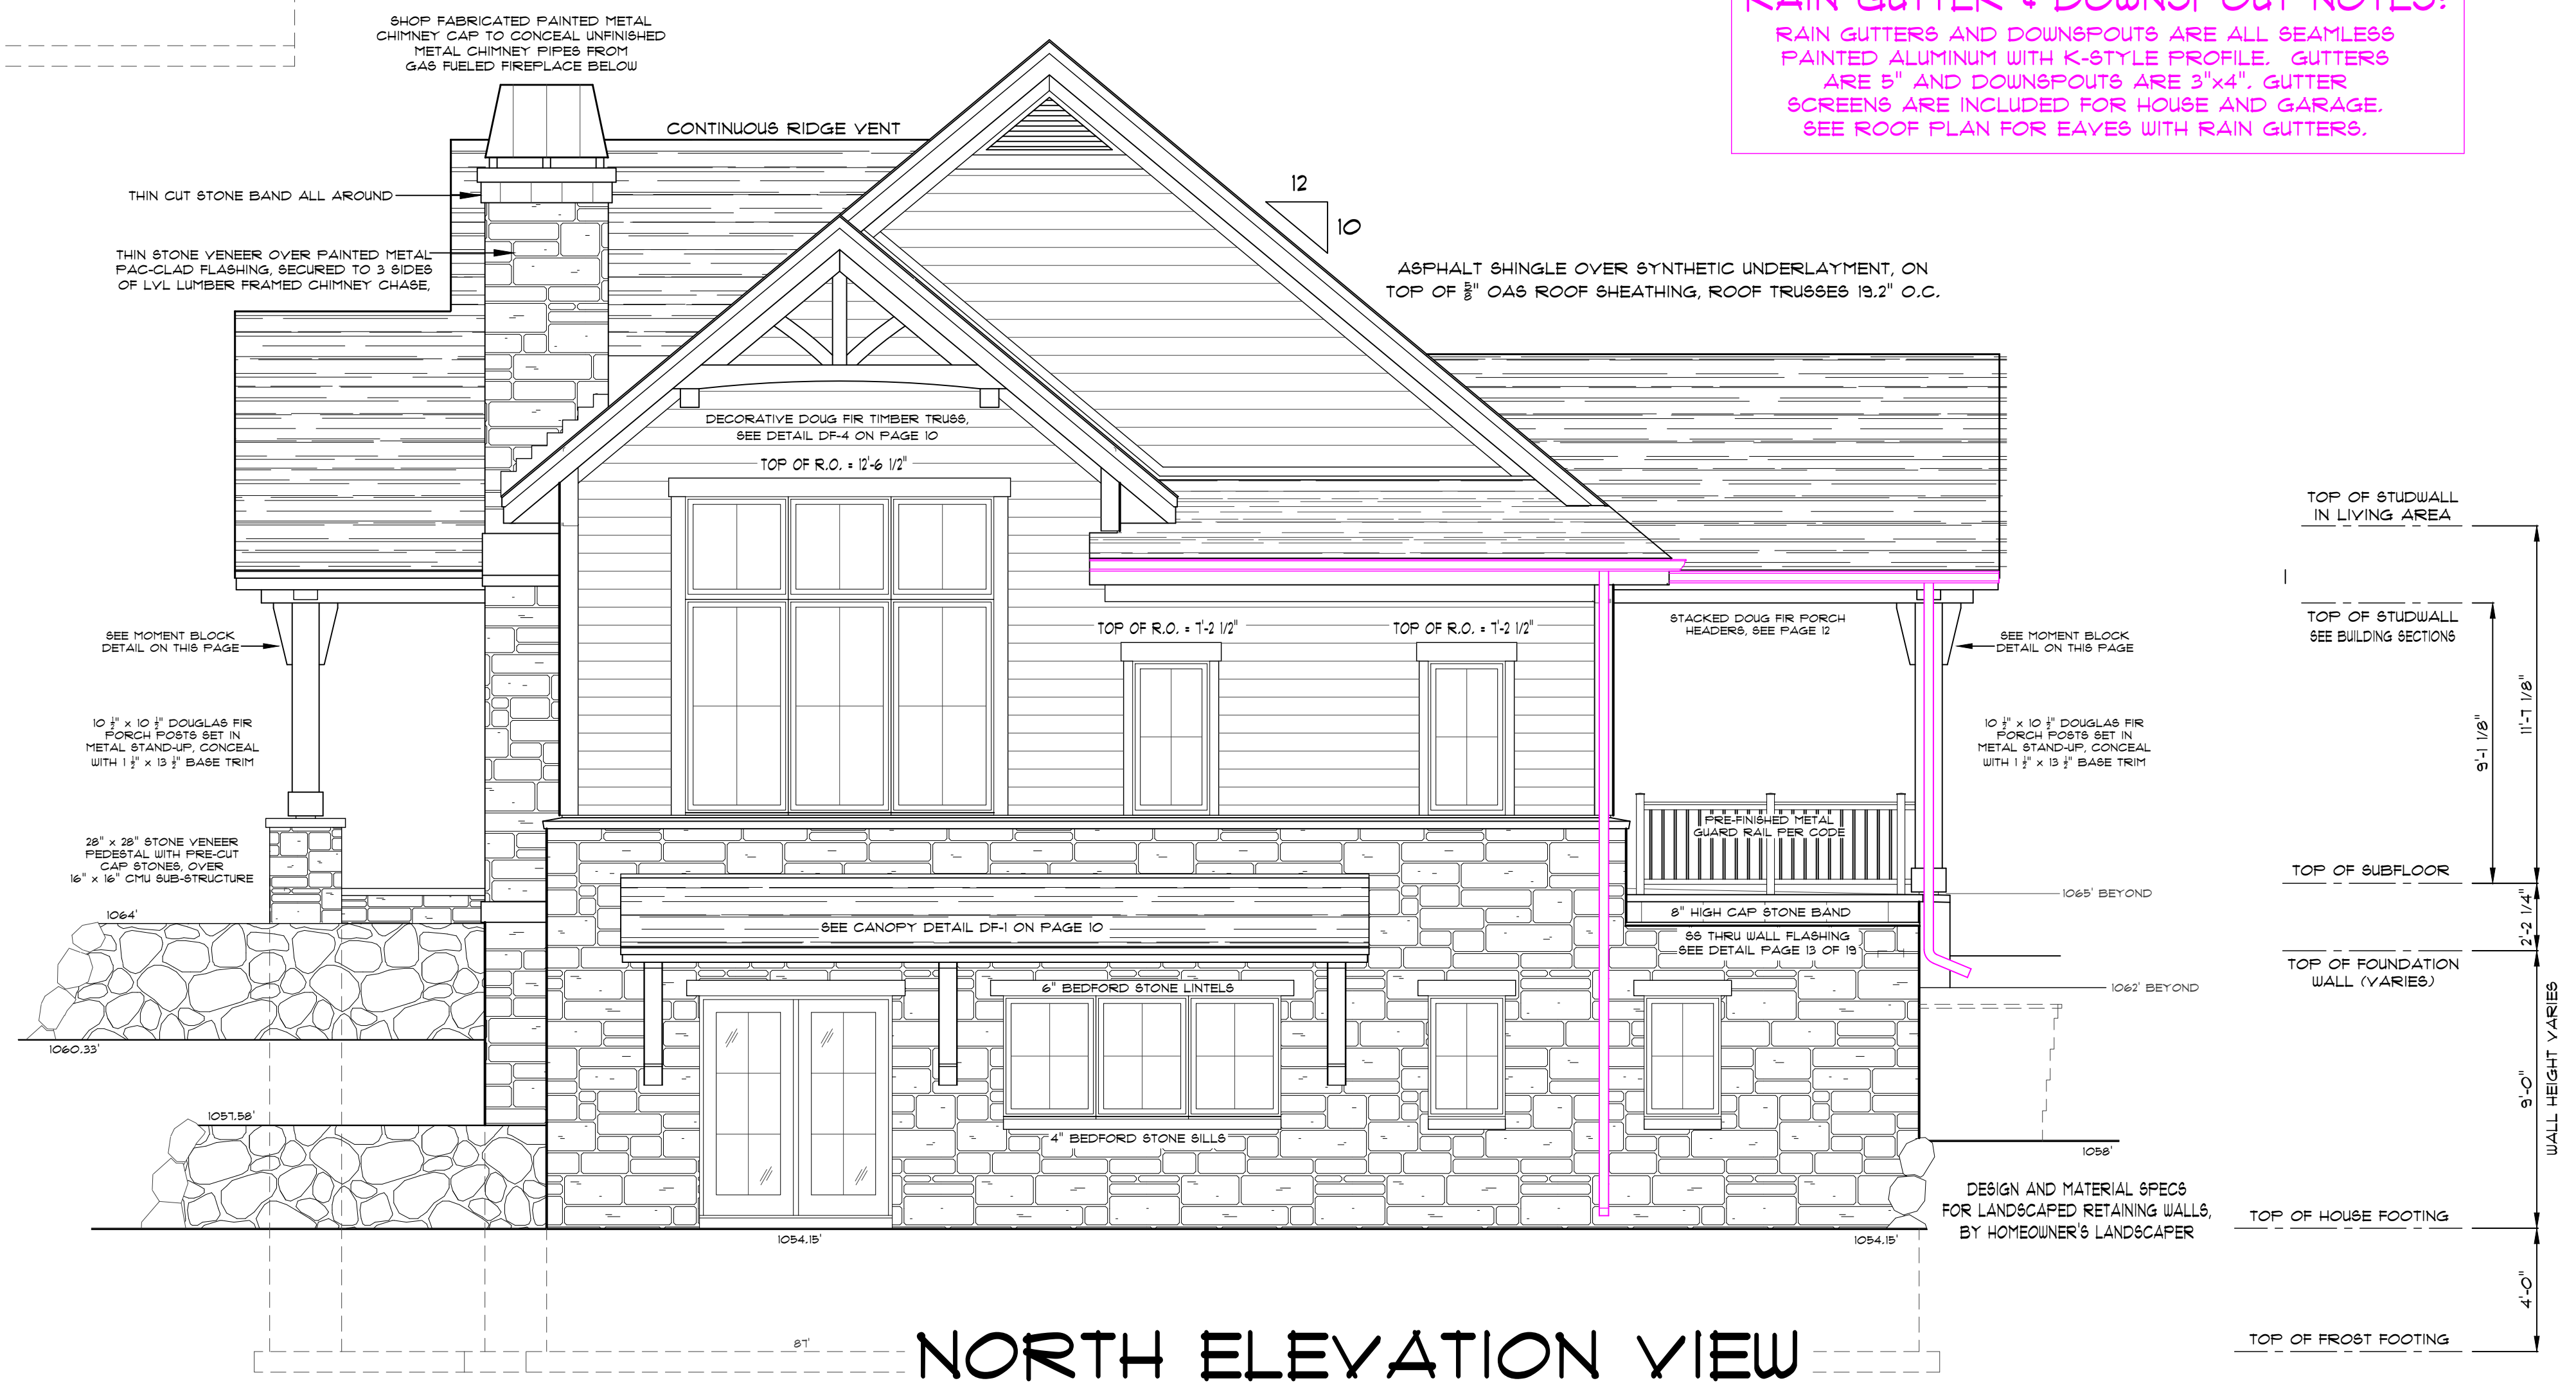 SHOP FABRICATED PAINTED METAL
CHIMNEY CAP TO CONCEAL UNFINISHED
METAL CHIMNEY PIPES FROM
GAS FUELED FIREPLACE BELOW
RAIN GUTTER & DOWNSPOUT NOTES:
RAIN GUTTERS AND DOWNSPOUTS ARE ALL SEAMLESS
PAINTED ALUMINUM WITH K-STYLE PROFILE. GUTTERS
ARE 5" AND DOWNSPOUTS ARE 3"x4". GUTTER
SCREENS ARE INCLUDED FOR HOUSE AND GARAGE.
SEE ROOF PLAN FOR EAVES WITH RAIN GUTTERS.
CONTINUOUS RIDGE VENT
THIN CUT STONE BAND ALL AROUND
THIN STONE VENEER OVER PAINTED METAL
PAC-CLAD FLASHING, SECURED TO 3 SIDES
OF LVL LUMBER FRAMED CHIMNEY CHASE,
12
10
ASPHALT SHINGLE OVER SYNTHETIC UNDERLAYMENT, ON
TOP OF 5/8" OAS ROOF SHEATHING, ROOF TRUSSES 19.2" O.C.
DECORATIVE DOUG FIR TIMBER TRUSS,
SEE DETAIL DF-4 ON PAGE 10
TOP OF R.O. = 12'-6 1/2"
TOP OF R.O. = 7'-2 1/2"
TOP OF R.O. = 7'-2 1/2"
STACKED DOUG FIR PORCH
HEADERS, SEE PAGE 12
SEE MOMENT BLOCK
DETAIL ON THIS PAGE
SEE MOMENT BLOCK
DETAIL ON THIS PAGE
TOP OF STUDWALL
IN LIVING AREA
TOP OF STUDWALL
SEE BUILDING SECTIONS
10 1/2" x 10 1/2" DOUGLAS FIR
PORCH POSTS SET IN
METAL STAND-UP, CONCEAL
WITH 1 1/2" x 13 1/2" BASE TRIM
10 1/2" x 10 1/2" DOUGLAS FIR
PORCH POSTS SET IN
METAL STAND-UP, CONCEAL
WITH 1 1/2" x 13 1/2" BASE TRIM
9'-1 1/8"
11'-7 1/8"
28" x 28" STONE VENEER
PEDESTAL WITH PRE-CUT
CAP STONES, OVER
16" x 16" CMU SUB-STRUCTURE
PRE-FINISHED METAL
GUARD RAIL PER CODE
TOP OF SUBFLOOR
1065' BEYOND
8" HIGH CAP STONE BAND
1064'
SEE CANOPY DETAIL DF-1 ON PAGE 10
SS THRU WALL FLASHING
SEE DETAIL PAGE 13 OF 19
2'-2 1/4"
TOP OF FOUNDATION
WALL (VARIES)
6" BEDFORD STONE LINTELS
1062' BEYOND
1060.33'
9'-0"
WALL HEIGHT VARIES
1057.58'
4" BEDFORD STONE SILLS
1058'
DESIGN AND MATERIAL SPECS
FOR LANDSCAPED RETAINING WALLS,
BY HOMEOWNER'S LANDSCAPER
TOP OF HOUSE FOOTING
1054.15'
1054.15'
4'-0"
87'
NORTH ELEVATION VIEW
TOP OF FROST FOOTING